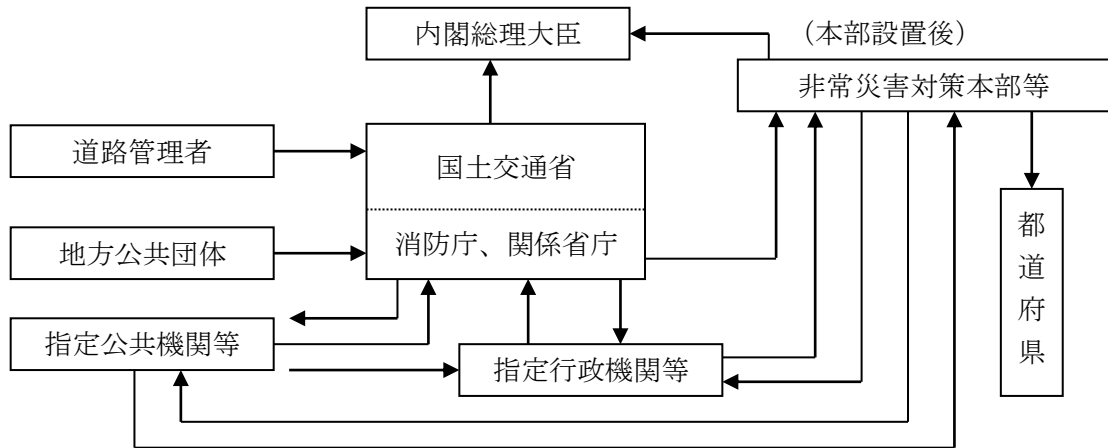 内閣総理大臣
（本部設置後）
非常災害対策本部等
道路管理者
国土交通省
地方公共団体
消防庁、関係省庁
都道府県
指定公共機関等
指定行政機関等